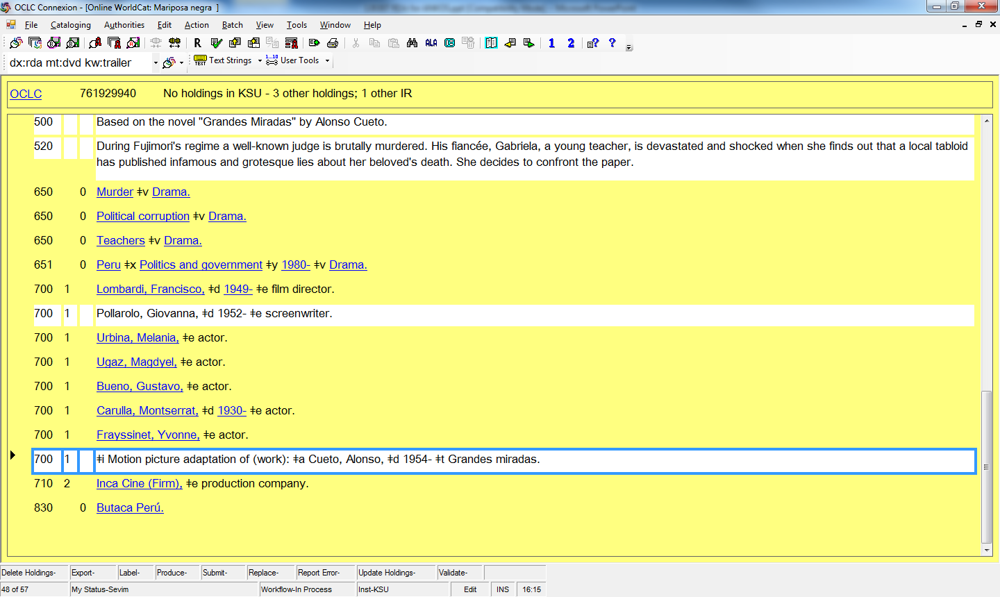 OCLC Connexion - [Online WorldCat: Mariposa negra ]
File Cataloging Authorities Edit Action Batch View Tools Window Help
R ALA 1 2 ? ?
dx:rda mt:dvd kw:trailer TEXT Text Strings 1...10 User Tools
OCLC 761929940 No holdings in KSU - 3 other holdings; 1 other IR
500 Based on the novel "Grandes Miradas" by Alonso Cueto.
520 During Fujimori's regime a well-known judge is brutally murdered. His fiancée, Gabriela, a young teacher, is devastated and shocked when she finds out that a local tabloid
has published infamous and grotesque lies about her beloved's death. She decides to confront the paper.
650 0 Murder ǂv Drama.
650 0 Political corruption ǂv Drama.
650 0 Teachers ǂv Drama.
651 0 Peru ǂx Politics and government ǂy 1980- ǂv Drama.
700 1 Lombardi, Francisco, ǂd 1949- ǂe film director.
700 1 Pollarolo, Giovanna, ǂd 1952- ǂe screenwriter.
700 1 Urbina, Melania, ǂe actor.
700 1 Ugaz, Magdyel, ǂe actor.
700 1 Bueno, Gustavo, ǂe actor.
700 1 Carulla, Montserrat, ǂd 1930- ǂe actor.
700 1 Frayssinet, Yvonne, ǂe actor.
700 1 ǂi Motion picture adaptation of (work): ǂa Cueto, Alonso, ǂd 1954- ǂt Grandes miradas.
710 2 Inca Cine (Firm), ǂe production company.
830 0 Butaca Perú.
Delete Holdings- Export- Label- Produce- Submit- Replace- Report Error- Update Holdings- Validate-
48 of 57 My Status-Sevim Workflow-In Process Inst-KSU Edit INS 16:15